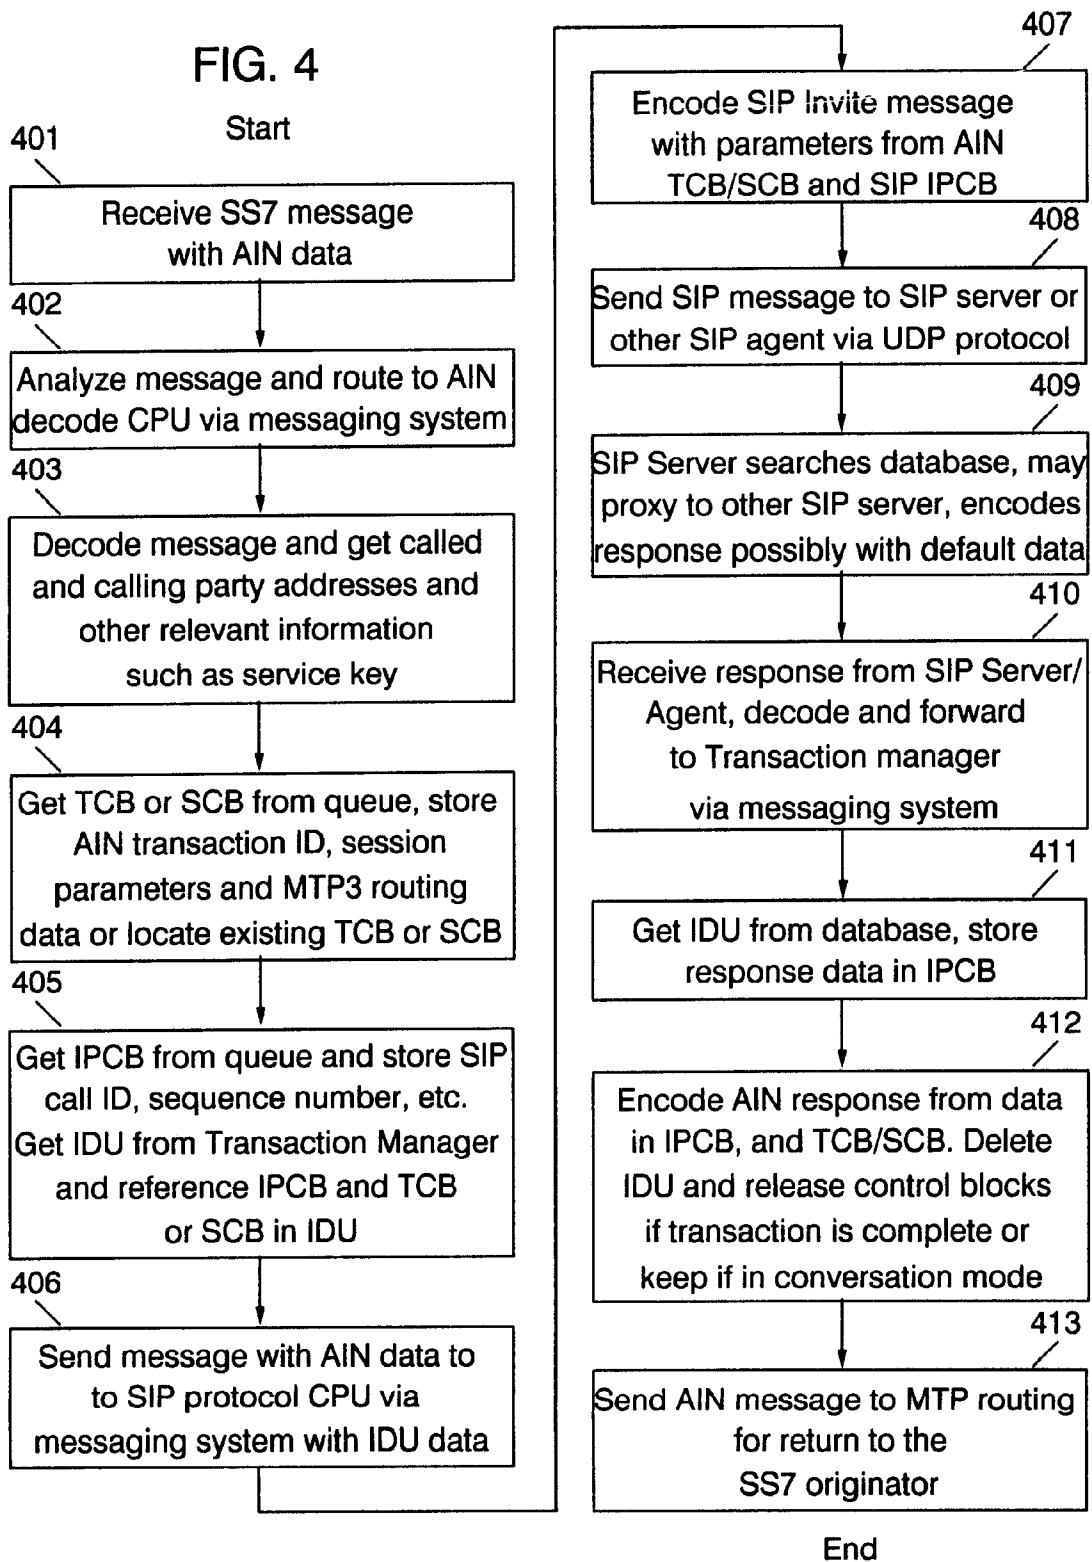 FIG. 4
Start
401
Receive SS7 message
with AIN data
402
Analyze message and route to AIN
decode CPU via messaging system
403
Decode message and get called
and calling party addresses and
other relevant information
such as service key
404
Get TCB or SCB from queue, store
AIN transaction ID, session
parameters and MTP3 routing
data or locate existing TCB or SCB
405
Get IPCB from queue and store SIP
call ID, sequence number, etc.
Get IDU from Transaction Manager
and reference IPCB and TCB
or SCB in IDU
406
Send message with AIN data to
to SIP protocol CPU via
messaging system with IDU data
407
Encode SIP Invite message
with parameters from AIN
TCB/SCB and SIP IPCB
408
Send SIP message to SIP server or
other SIP agent via UDP protocol
409
SIP Server searches database, may
proxy to other SIP server, encodes
response possibly with default data
410
Receive response from SIP Server/
Agent, decode and forward
to Transaction manager
via messaging system
411
Get IDU from database, store
response data in IPCB
412
Encode AIN response from data
in IPCB, and TCB/SCB. Delete
IDU and release control blocks
if transaction is complete or
keep if in conversation mode
413
Send AIN message to MTP routing
for return to the
SS7 originator
End